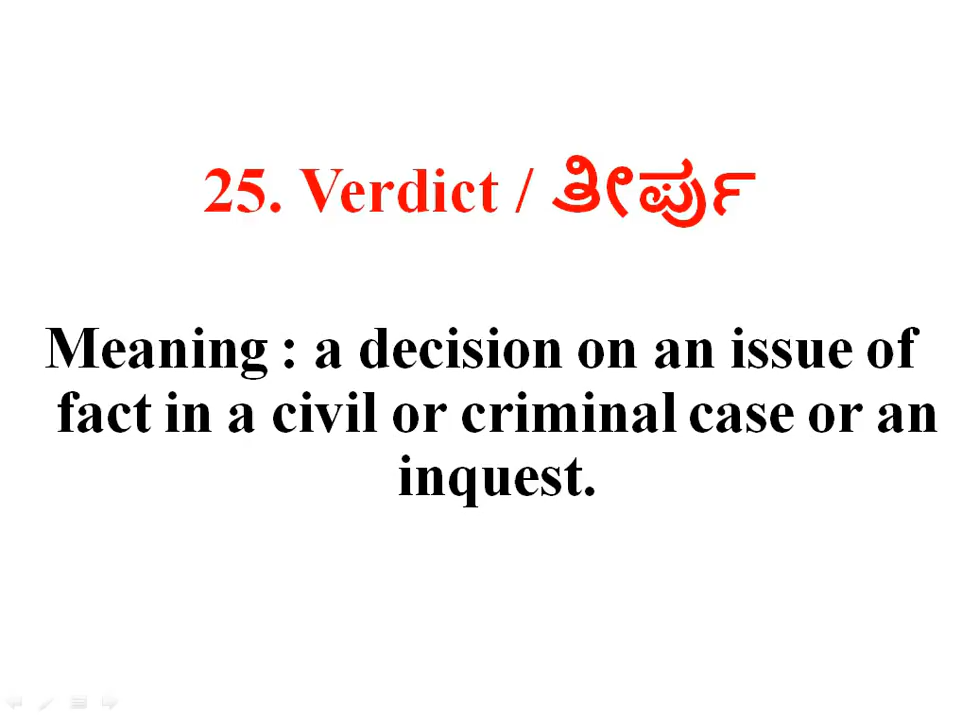 25. Verdict / ತೀರ್ಪು
Meaning : a decision on an issue of
fact in a civil or criminal case or an
inquest.